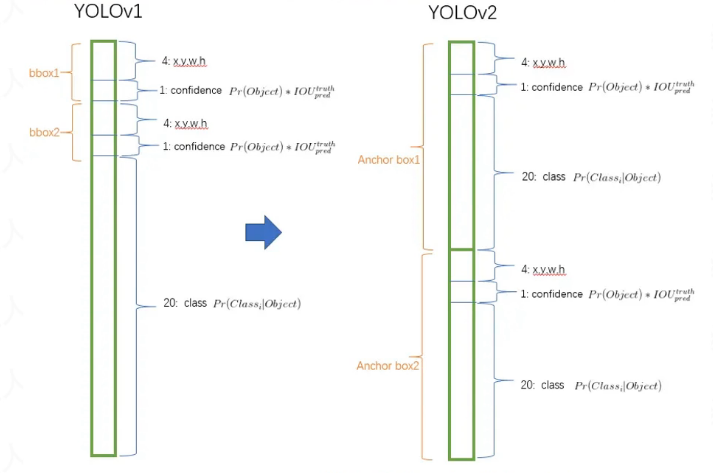 YOLOv1
bbox1
4: x,y,w,h
1: confidence Pr(Object) * IOU^{truth}_{pred}
bbox2
4: x,y,w,h
1: confidence Pr(Object) * IOU^{truth}_{pred}
20: class Pr(Class_i|Object)
YOLOv2
Anchor box1
4: x,y,w,h
1: confidence Pr(Object) * IOU^{truth}_{pred}
20: class Pr(Class_i|Object)
Anchor box2
4: x,y,w,h
1: confidence Pr(Object) * IOU^{truth}_{pred}
20: class Pr(Class_i|Object)